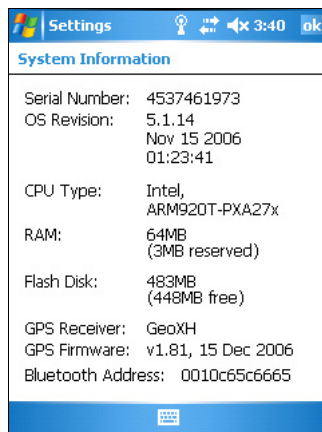 Settings 3:40 ok
System Information
Serial Number: 4537461973
OS Revision: 5.1.14
Nov 15 2006
01:23:41
CPU Type: Intel,
ARM920T-PXA27x
RAM: 64MB
(3MB reserved)
Flash Disk: 483MB
(448MB free)
GPS Receiver: GeoXH
GPS Firmware: v1.81, 15 Dec 2006
Bluetooth Address: 0010c65c6665